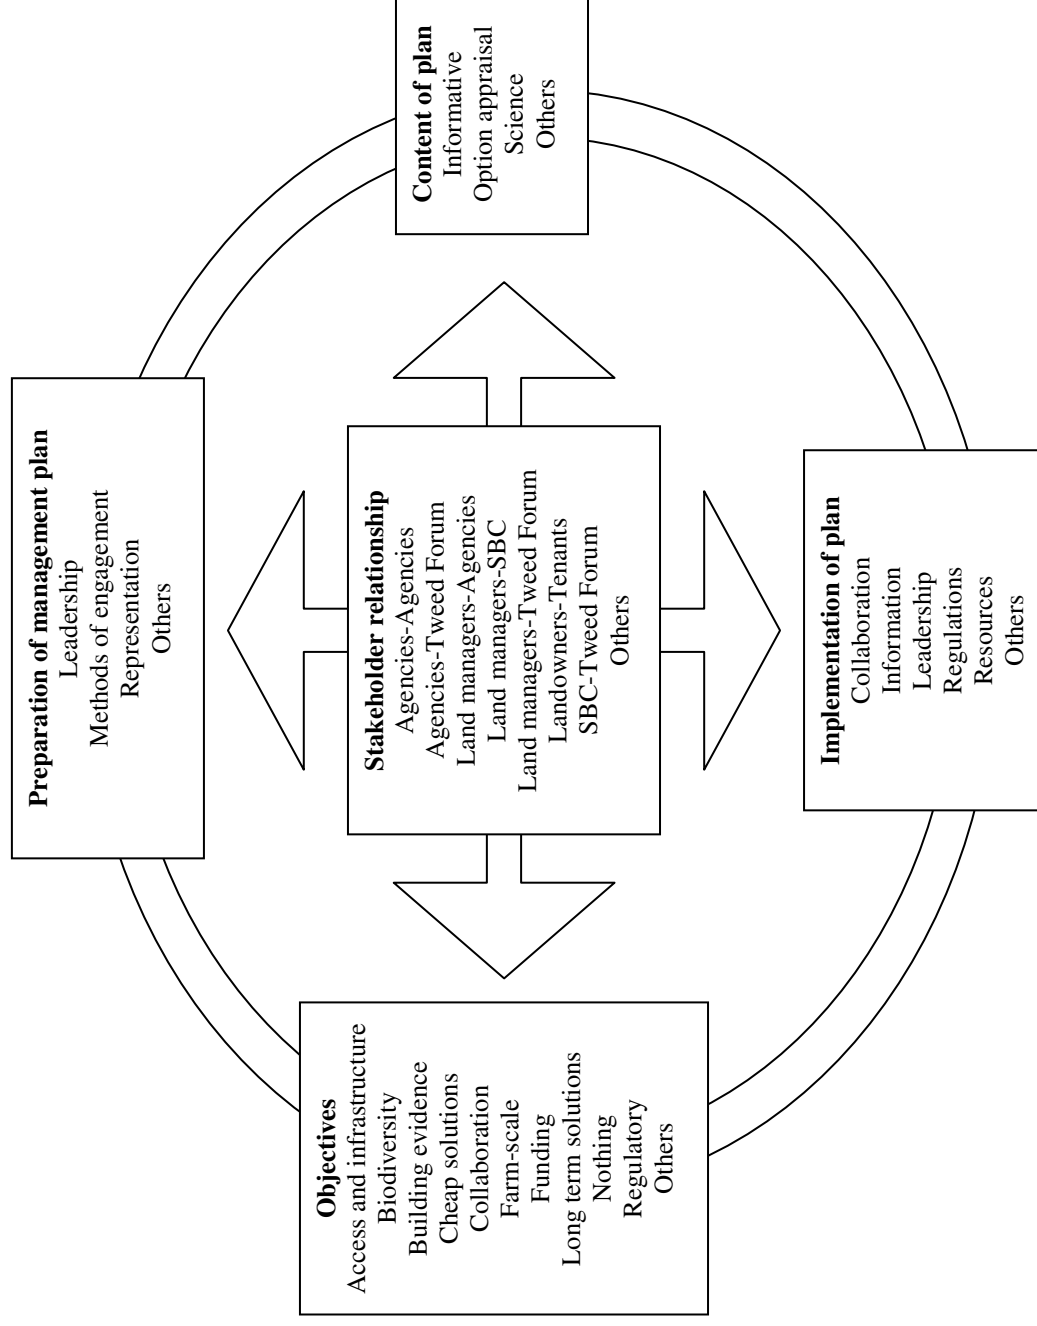 Preparation of management plan
Leadership
Methods of engagement
Representation
Others
Objectives
Access and infrastructure
Biodiversity
Building evidence
Cheap solutions
Collaboration
Farm-scale
Funding
Long term solutions
Nothing
Regulatory
Others
Stakeholder relationship
Agencies-Agencies
Agencies-Tweed Forum
Land managers-Agencies
Land managers-SBC
Land managers-Tweed Forum
Landowners-Tenants
SBC-Tweed Forum
Others
Content of plan
Informative
Option appraisal
Science
Others
Implementation of plan
Collaboration
Information
Leadership
Regulations
Resources
Others